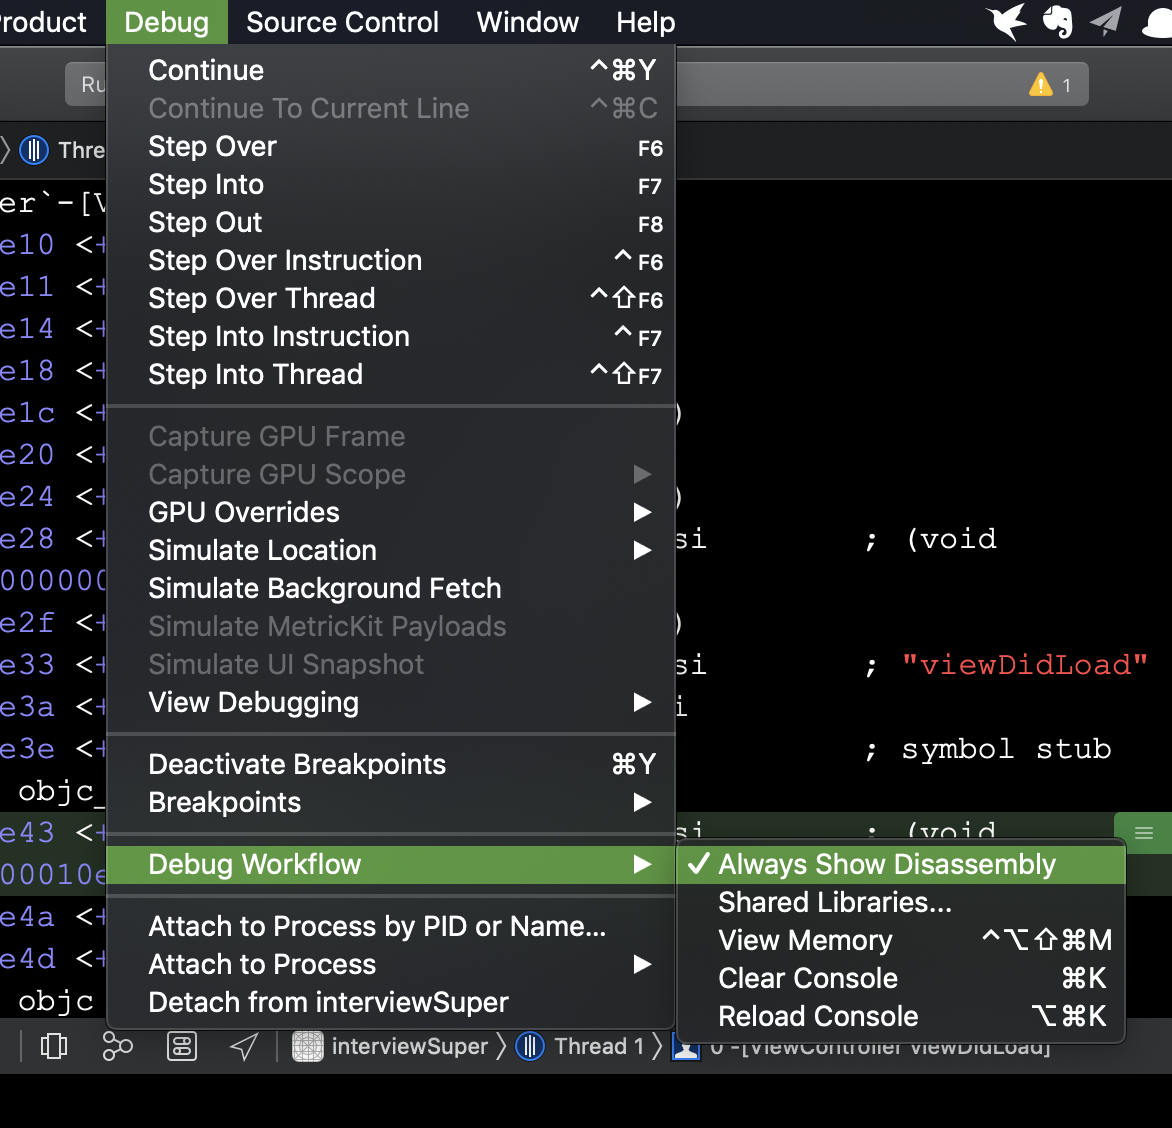 Product Debug Source Control Window Help
Ru
1
Continue ^⌘Y
Continue To Current Line ^⌘C
Step Over F6
Step Into F7
Step Out F8
Step Over Instruction ^F6
Step Over Thread ^⇧F6
Step Into Instruction ^F7
Step Into Thread ^⇧F7
Capture GPU Frame
Capture GPU Scope ▶
GPU Overrides ▶
Simulate Location ▶
Simulate Background Fetch
Simulate MetricKit Payloads
Simulate UI Snapshot
View Debugging ▶
Deactivate Breakpoints ⌘Y
Breakpoints ▶
Debug Workflow ▶
Attach to Process by PID or Name...
Attach to Process ▶
Detach from interviewSuper
✓ Always Show Disassembly
Shared Libraries...
View Memory ^⌥⇧⌘M
Clear Console ⌘K
Reload Console ⌥⌘K
Thre
er`-[V
e10 <+
e11 <+
e14 <+
e18 <+
e1c <+ )
e20 <+
e24 <+ )
e28 <+ si ; (void
000000
e2f <+ )
e33 <+ si ; "viewDidLoad"
e3a <+ i
e3e <+ ; symbol stub
objc_
e43 <+ si ; (void
00010e
e4a <+
e4d <+
objc
interviewSuper 〉 Thread 1 〉 0 -[ViewController viewDidLoad]